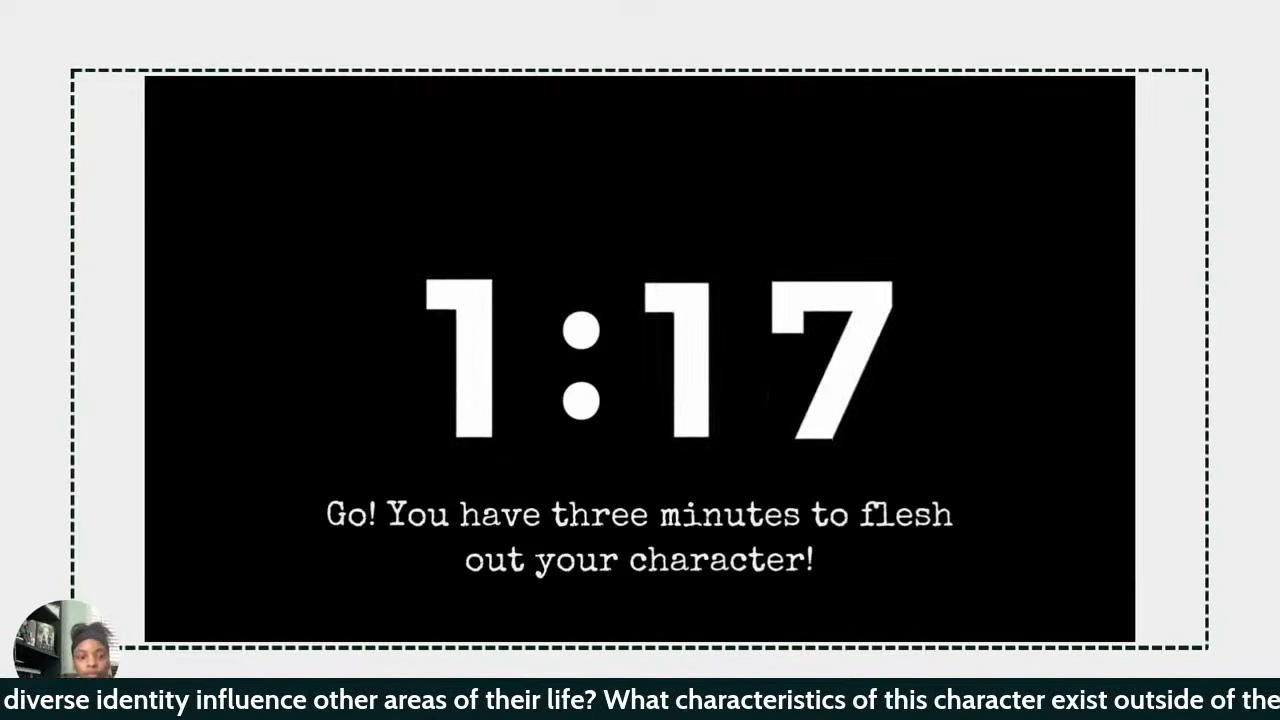 1:17
Go! You have three minutes to flesh
out your character!
diverse identity influence other areas of their life? What characteristics of this character exist outside of the